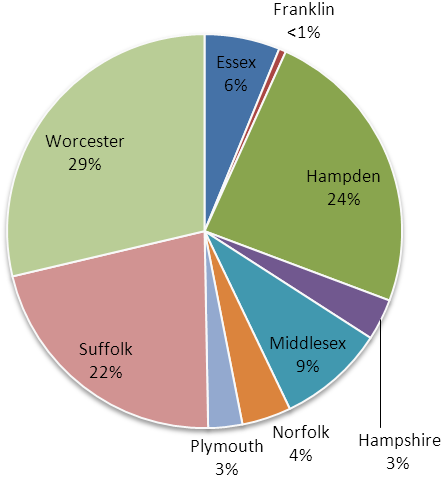 Franklin
<1%
Essex
6%
Hampden
24%
Hampshire
3%
Middlesex
9%
Norfolk
4%
Plymouth
3%
Suffolk
22%
Worcester
29%